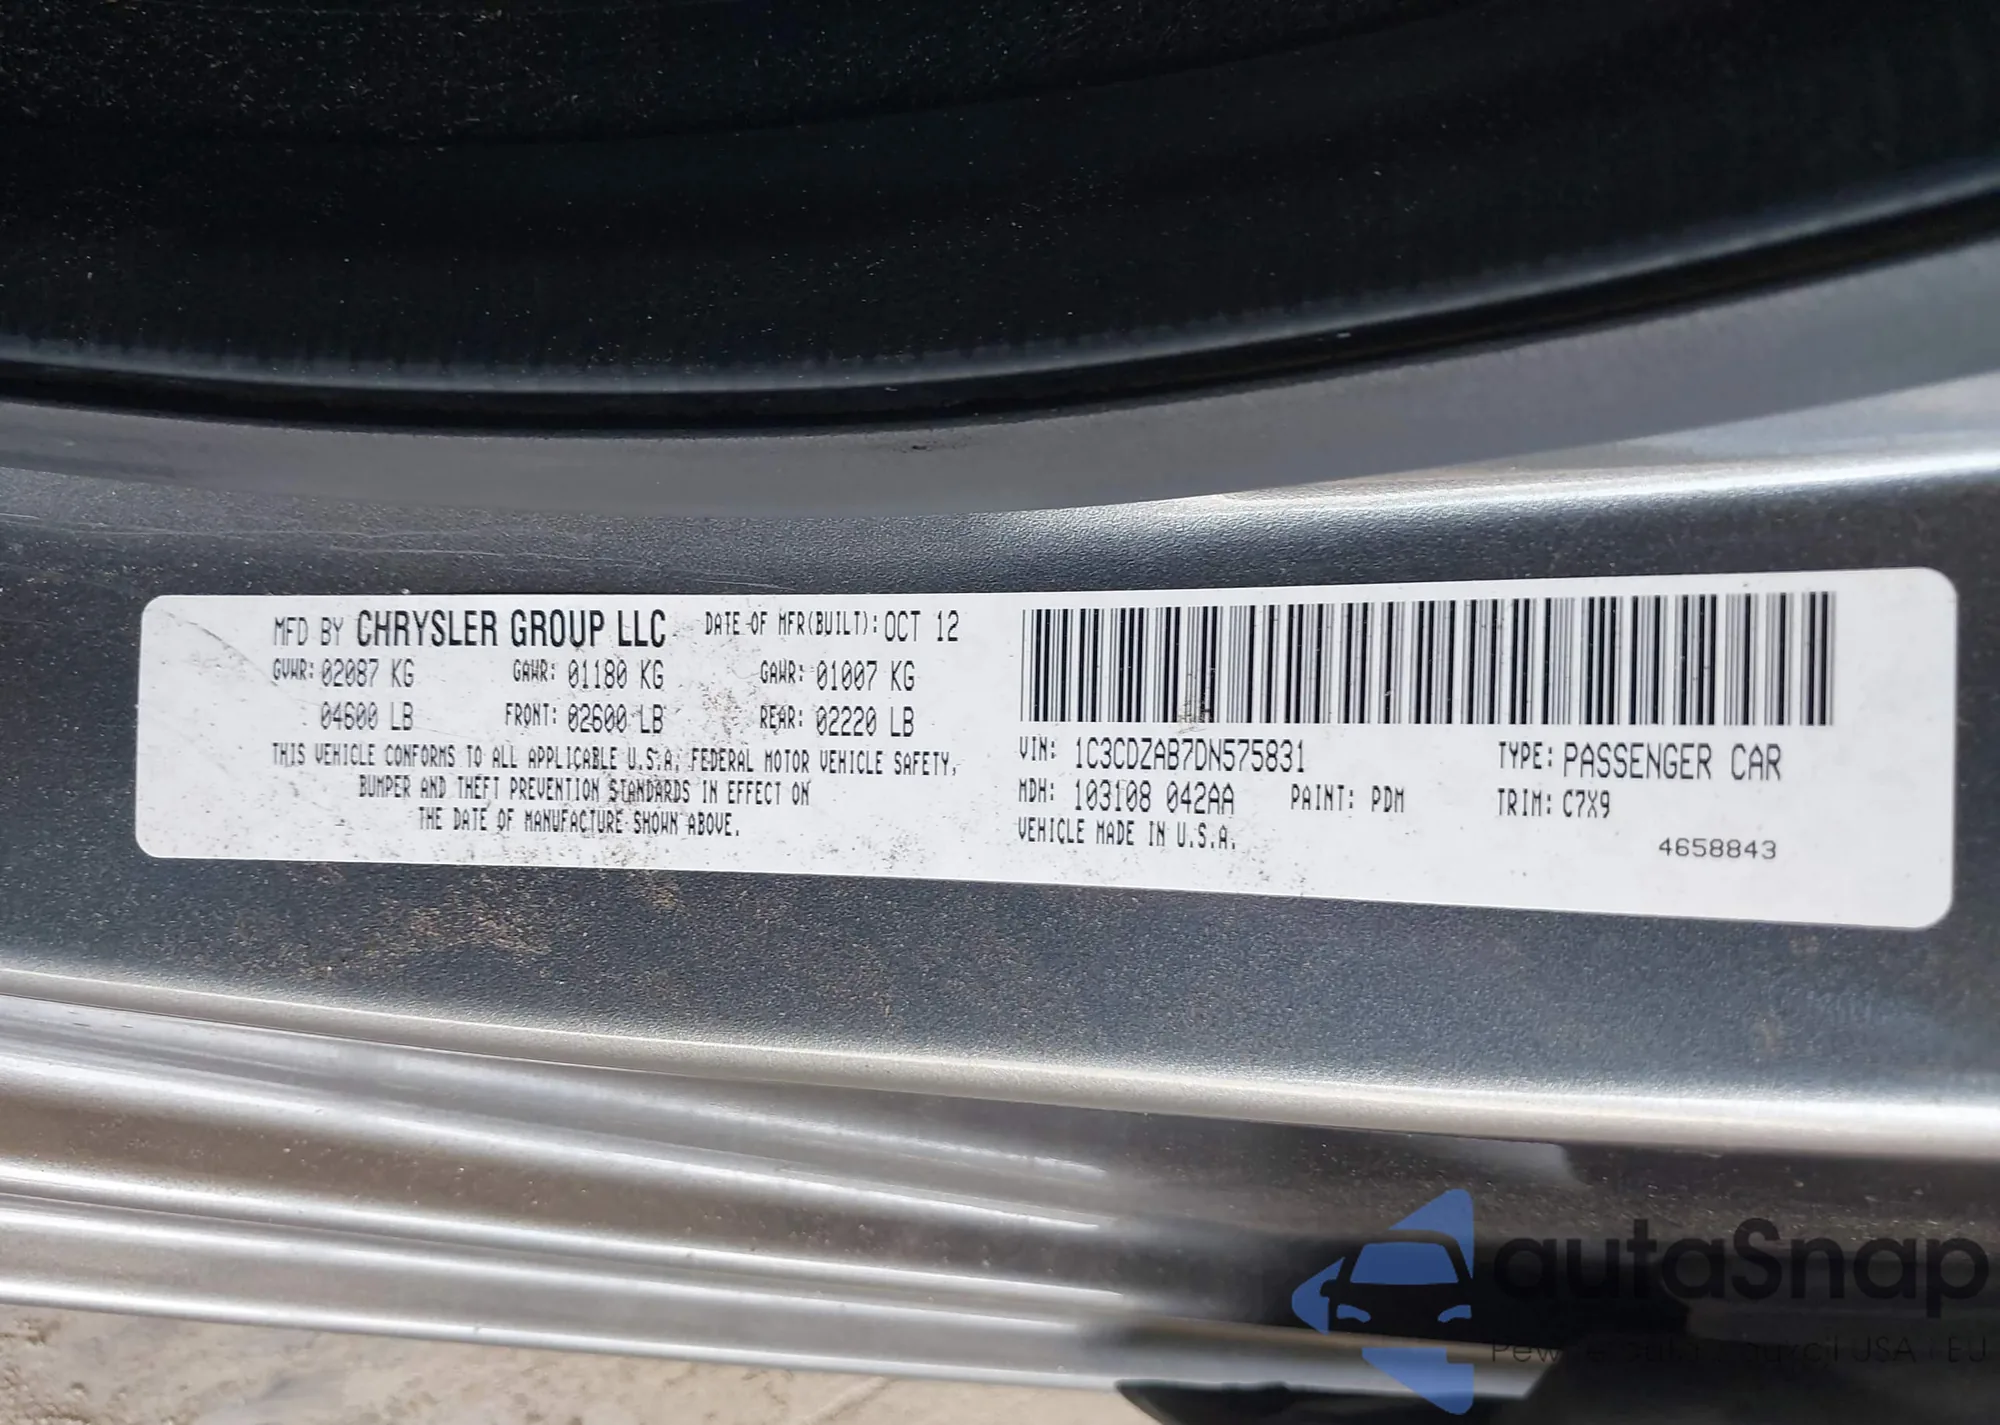 MFD BY CHRYSLER GROUP LLC DATE OF MFR(BUILT): OCT 12
GVWR: 02087 KG GAWR: 01180 KG GAWR: 01007 KG
04600 LB FRONT: 02600 LB REAR: 02220 LB
THIS VEHICLE CONFORMS TO ALL APPLICABLE U.S.A. FEDERAL MOTOR VEHICLE SAFETY,
BUMPER AND THEFT PREVENTION STANDARDS IN EFFECT ON
THE DATE OF MANUFACTURE SHOWN ABOVE.
VIN: 1C3CDZAB7DN575831 TYPE: PASSENGER CAR
MDH: 103108 042AA PAINT: PDM TRIM: C7X9
VEHICLE MADE IN U.S.A.
4658843
autaSnap
USA i EU